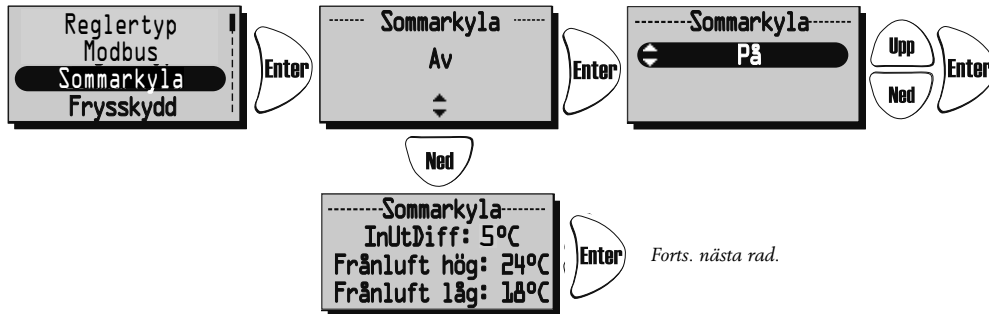 Reglertyp
Modbus
Sommarkyla
Frysskydd
Enter
Sommarkyla
Av
Enter
Sommarkyla
På
Upp
Ned
Enter
Ned
Sommarkyla
InUtDiff: 5°C
Frånluft hög: 24°C
Frånluft låg: 18°C
Enter
Forts. nästa rad.